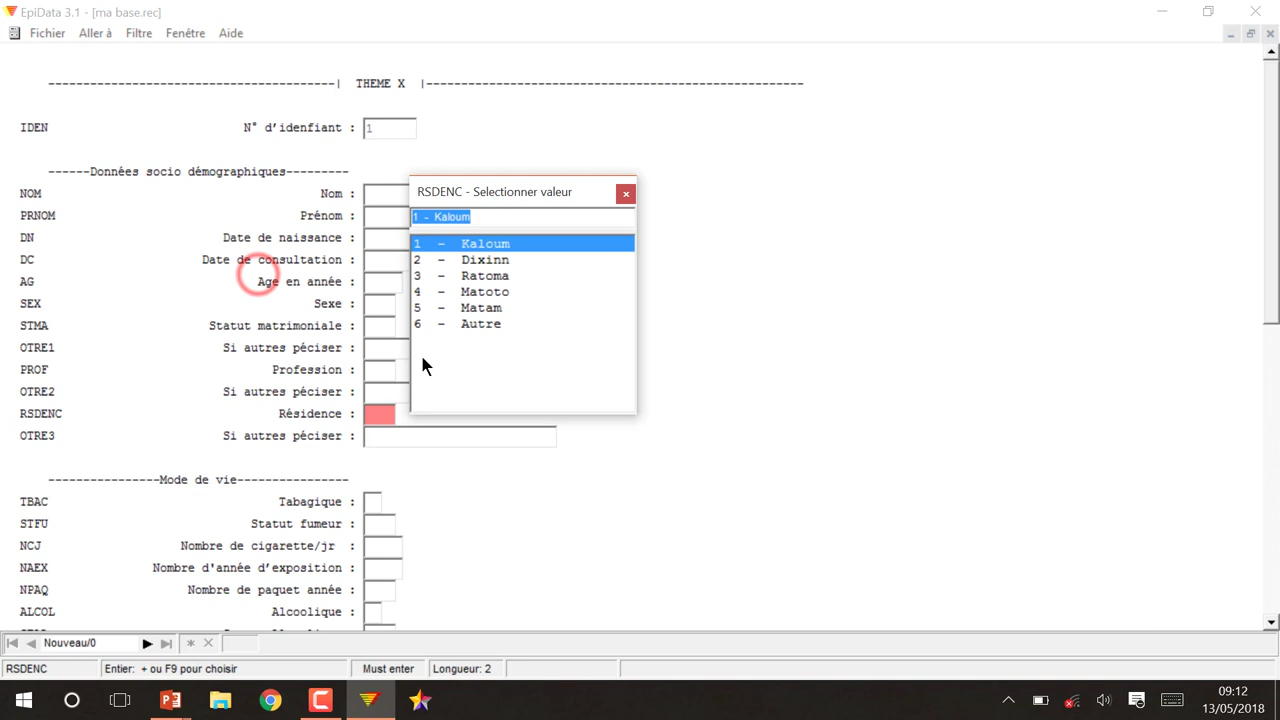 EpiData 3.1 - [ma base.rec]
Fichier Aller à Filtre Fenêtre Aide
-------------------------------------| THEME X |------------------------------------------------
IDEN N° d'idenfiant : 1
------Données socio démographiques---------
NOM Nom :
PRNOM Prénom :
DN Date de naissance :
DC Date de consultation :
AG Age en année :
SEX Sexe :
STMA Statut matrimoniale :
OTRE1 Si autres péciser :
PROF Profession :
OTRE2 Si autres péciser :
RSDENC Résidence :
OTRE3 Si autres péciser :
RSDENC - Selectionner valeur
1 - Kaloum
1 - Kaloum
2 - Dixinn
3 - Ratoma
4 - Matoto
5 - Matam
6 - Autre
----------------Mode de vie----------------
TBAC Tabagique :
STFU Statut fumeur :
NCJ Nombre de cigarette/jr :
NAEX Nombre d'année d'exposition :
NPAQ Nombre de paquet année :
ALCOL Alcoolique :
Nouveau/0
RSDENC Entier: + ou F9 pour choisir Must enter Longueur: 2
09:12
13/05/2018